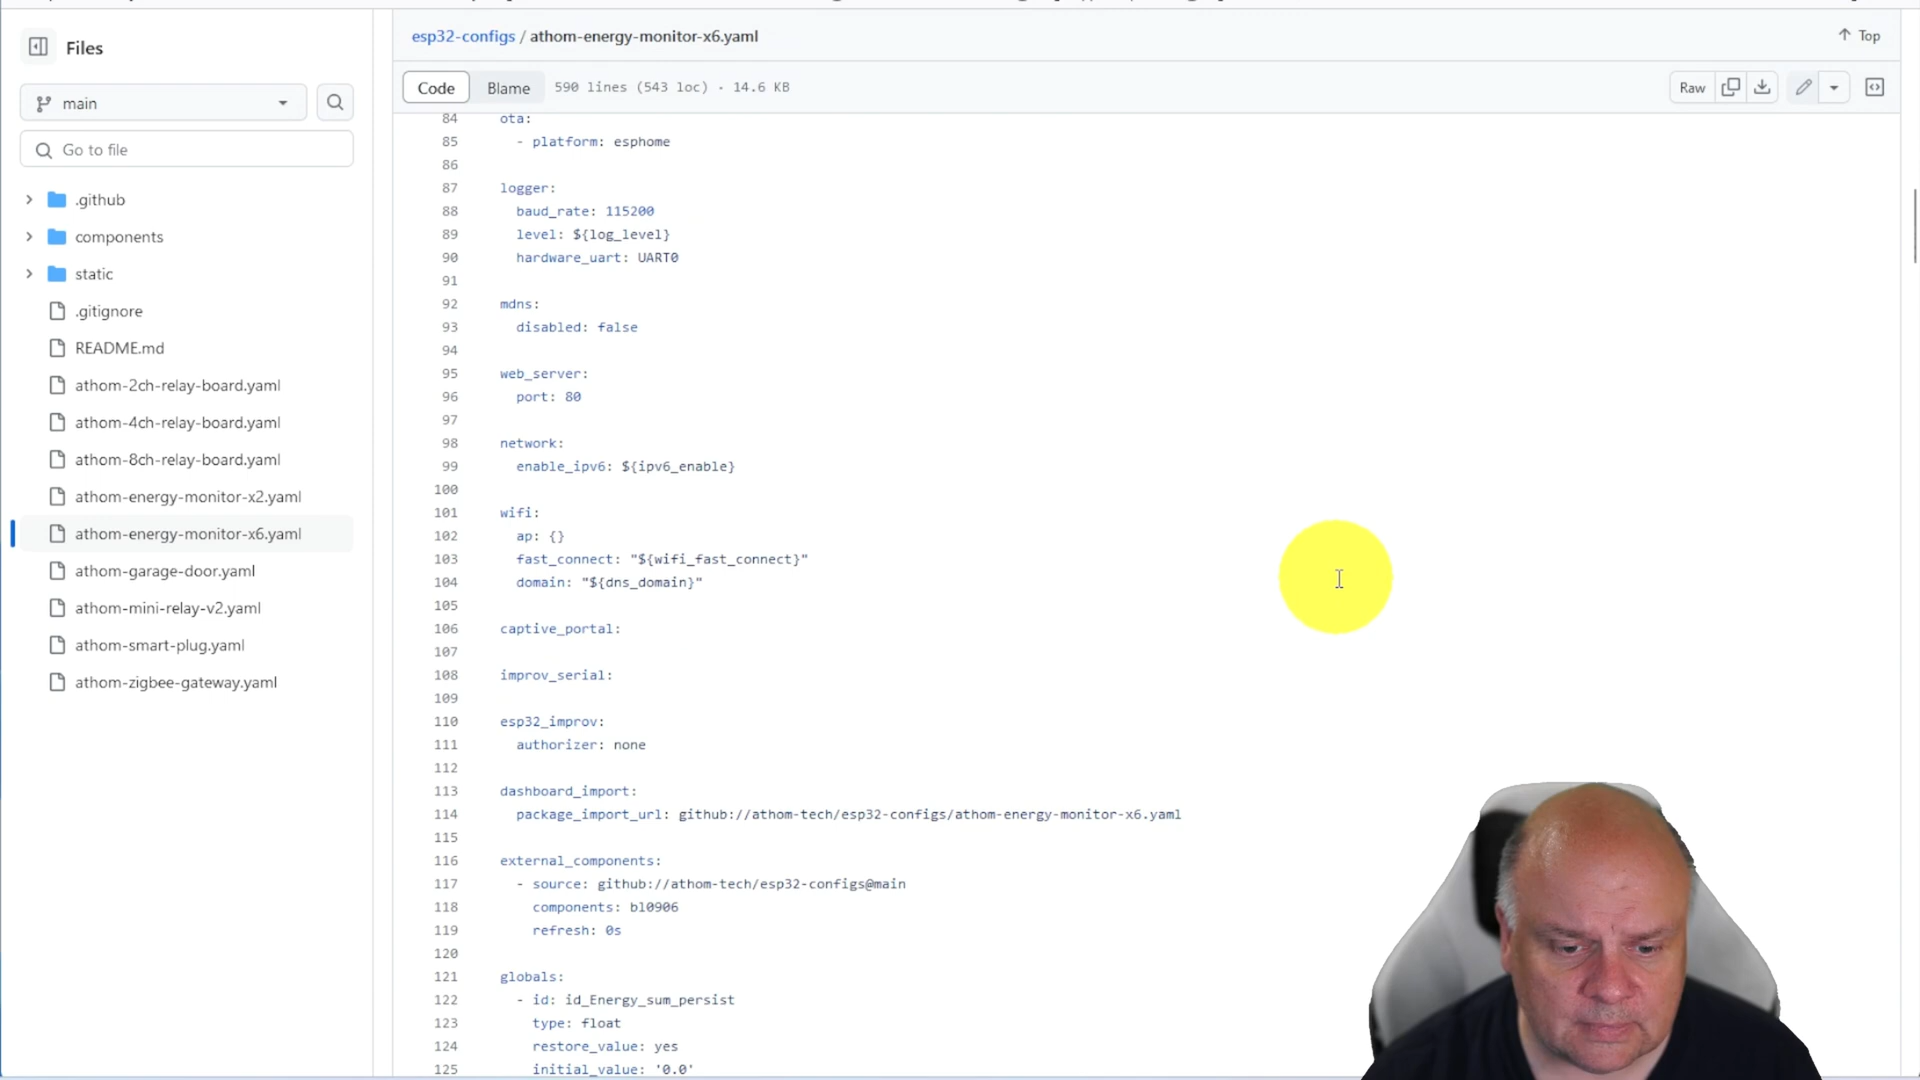 Files
main
Go to file
.github
components
static
.gitignore
README.md
athom-2ch-relay-board.yaml
athom-4ch-relay-board.yaml
athom-8ch-relay-board.yaml
athom-energy-monitor-x2.yaml
athom-energy-monitor-x6.yaml
athom-garage-door.yaml
athom-mini-relay-v2.yaml
athom-smart-plug.yaml
athom-zigbee-gateway.yaml
esp32-configs / athom-energy-monitor-x6.yaml
Top
Code Blame 590 lines (543 loc) · 14.6 KB
Raw
84 ota:
85 - platform: esphome
86
87 logger:
88 baud_rate: 115200
89 level: ${log_level}
90 hardware_uart: UART0
91
92 mdns:
93 disabled: false
94
95 web_server:
96 port: 80
97
98 network:
99 enable_ipv6: ${ipv6_enable}
100
101 wifi:
102 ap: {}
103 fast_connect: "${wifi_fast_connect}"
104 domain: "${dns_domain}"
105
106 captive_portal:
107
108 improv_serial:
109
110 esp32_improv:
111 authorizer: none
112
113 dashboard_import:
114 package_import_url: github://athom-tech/esp32-configs/athom-energy-monitor-x6.yaml
115
116 external_components:
117 - source: github://athom-tech/esp32-configs@main
118 components: bl0906
119 refresh: 0s
120
121 globals:
122 - id: id_Energy_sum_persist
123 type: float
124 restore_value: yes
125 initial_value: '0.0'